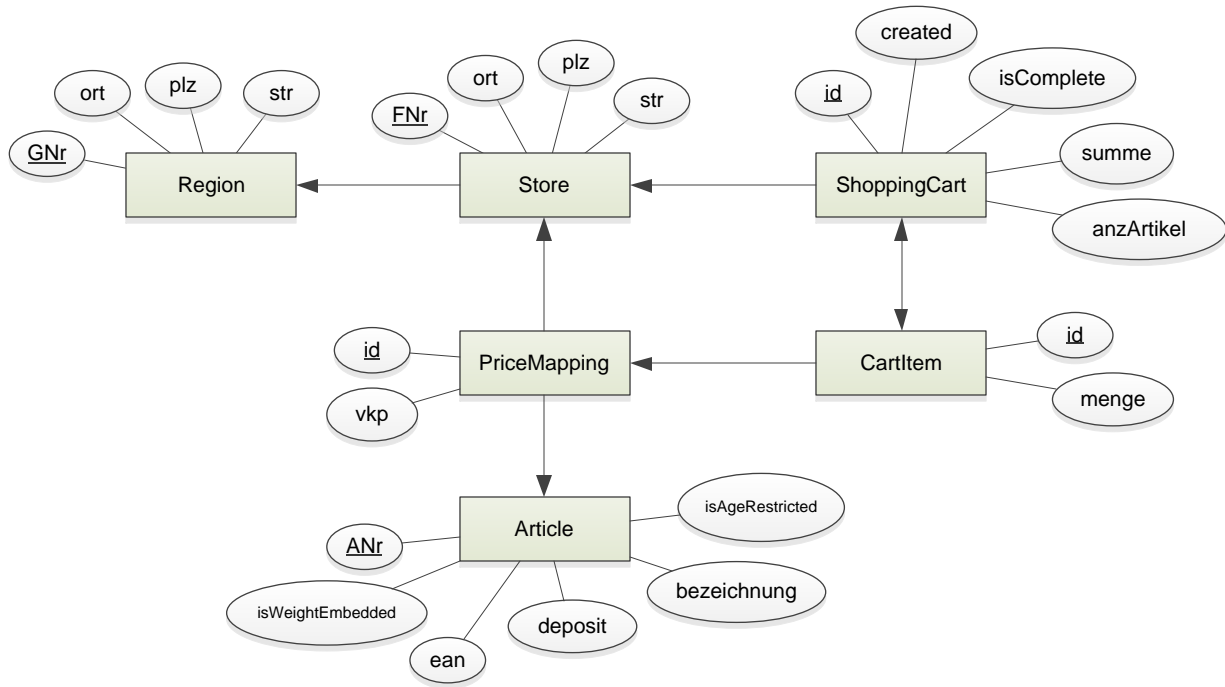 created
plz
isComplete
ort
plz
ort
str
id
str
FNr
GNr
summe
Region
Store
ShoppingCart
anzArtikel
id
id
PriceMapping
CartItem
vkp
menge
isAgeRestricted
Article
ANr
bezeichnung
isWeightEmbedded
deposit
ean